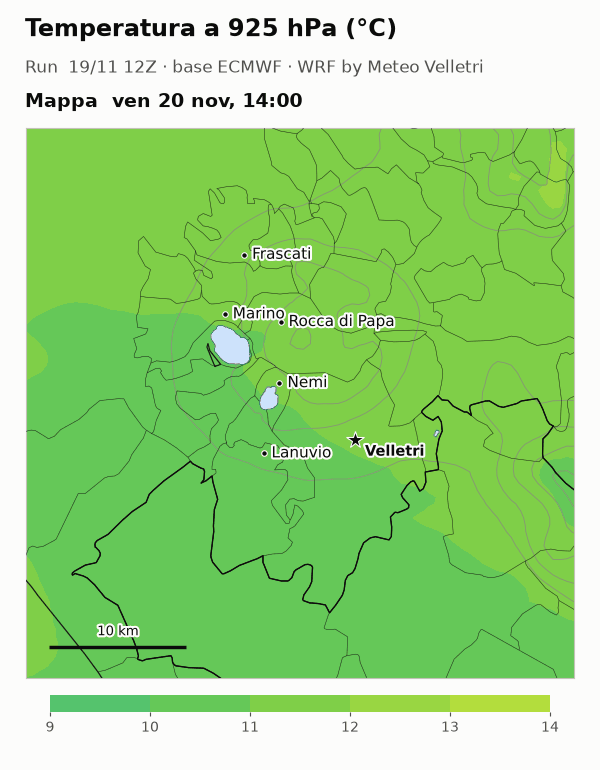 Temperatura a 925 hPa (°C)
Run  19/11 12Z · base ECMWF · WRF by Meteo Velletri
Mappa  ven 20 nov, 14:00
Frascati
Marino
Rocca di Papa
Nemi
Velletri
Lanuvio
10 km
9 10 11 12 13 14